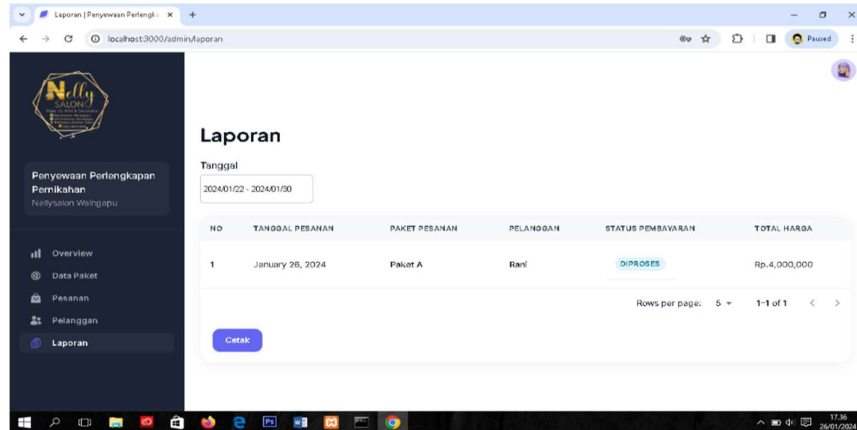 Laporan | Penyewaan Perlengk
localhost:3000/admin/laporan
Paused
Nelly
SALON
Penyewaan Perlengkapan
Pernikahan
Nellysalon Waingapu
Overview
Data Paket
Pesanan
Pelanggan
Laporan
Laporan
Tanggal
2024/01/22 - 2024/01/30
NO TANGGAL PESANAN PAKET PESANAN PELANGGAN STATUS PEMBAYARAN TOTAL HARGA
1 January 26, 2024 Paket A Rani DIPROSES Rp.4,000,000
Rows per page: 5 1-1 of 1
Cetak
17.36
26/01/2024